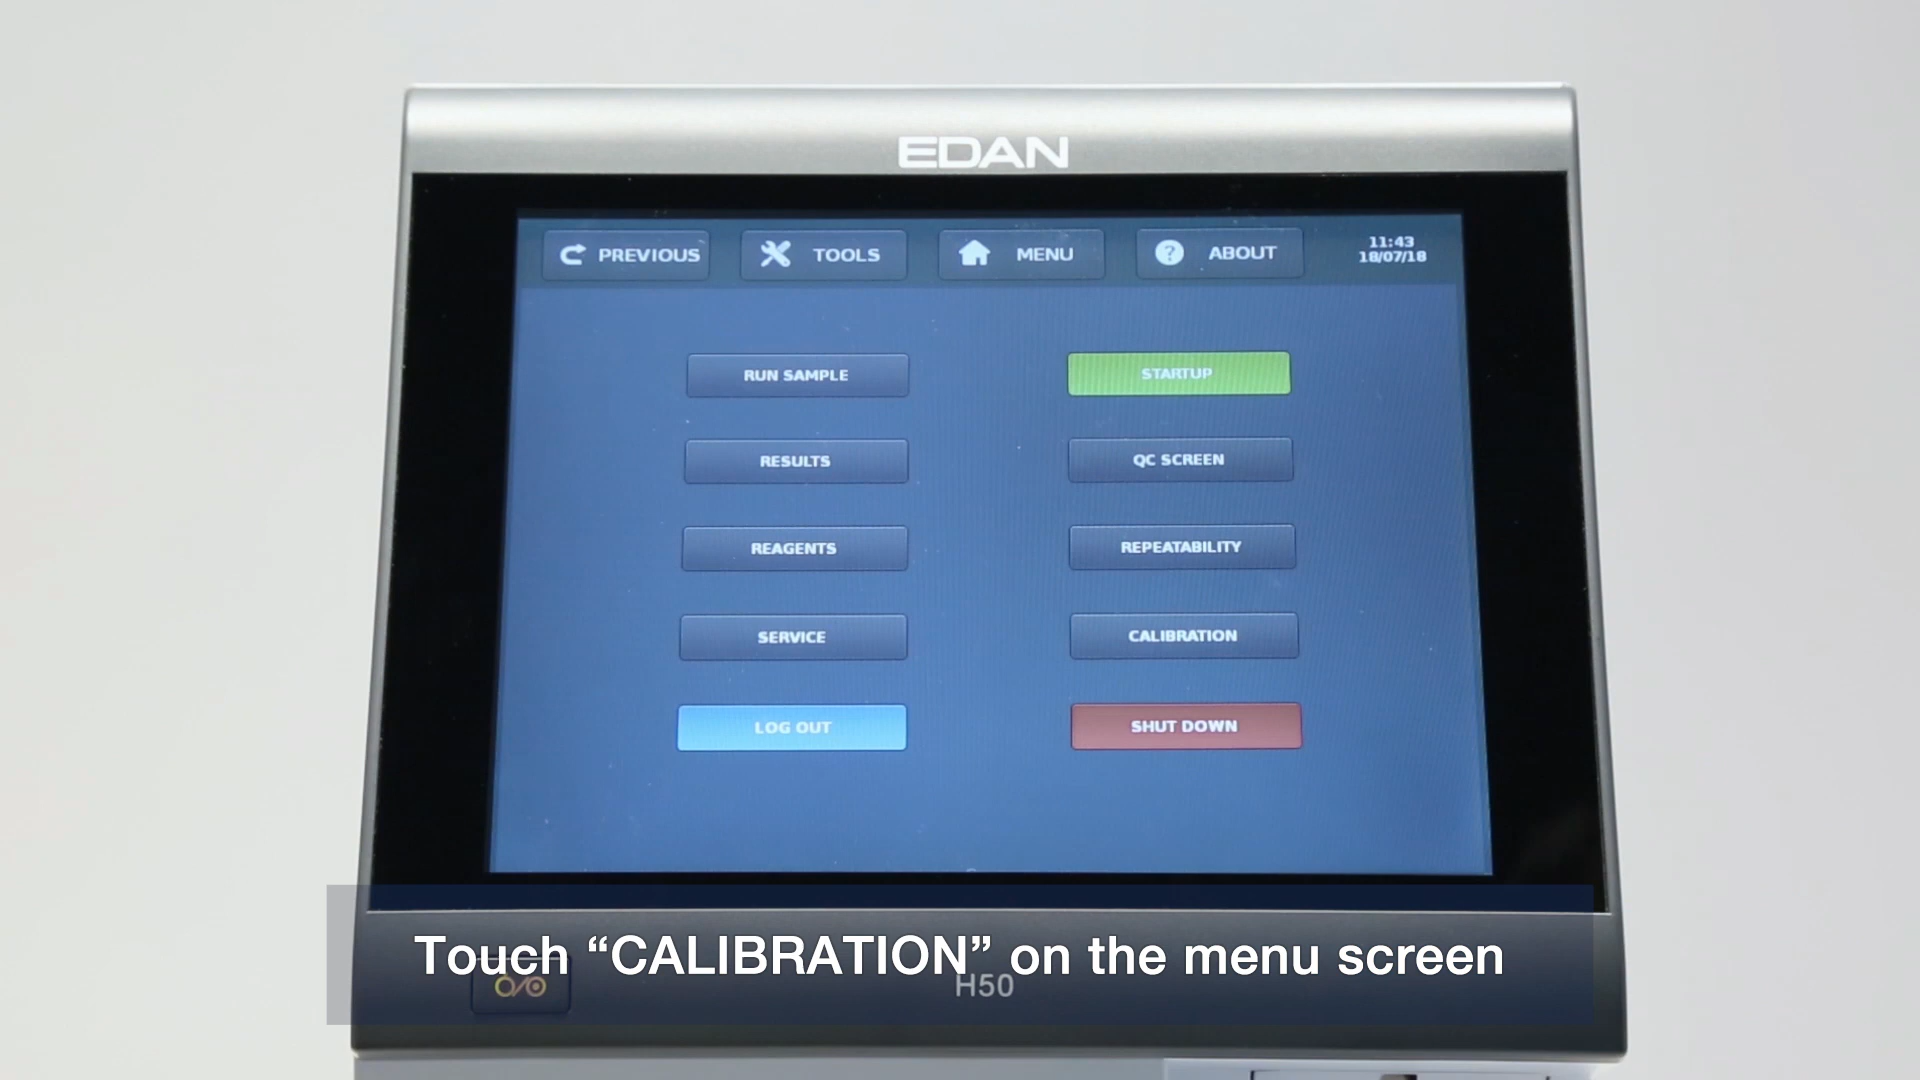 EDAN
PREVIOUS
TOOLS
MENU
? ABOUT
11:43
18/07/18
RUN SAMPLE
STARTUP
RESULTS
QC SCREEN
REAGENTS
REPEATABILITY
SERVICE
CALIBRATION
LOG OUT
SHUT DOWN
Touch “CALIBRATION” on the menu screen
H50